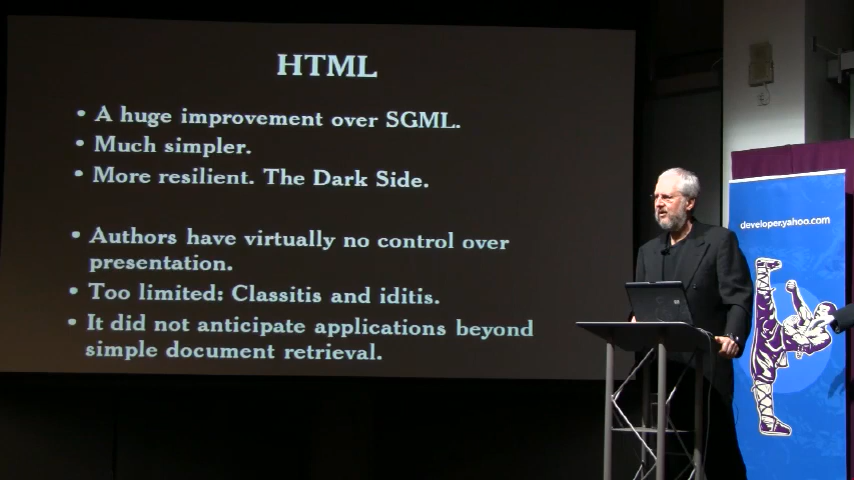 HTML
• A huge improvement over SGML.
• Much simpler.
• More resilient. The Dark Side.
• Authors have virtually no control over
presentation.
• Too limited: Classitis and iditis.
• It did not anticipate applications beyond
simple document retrieval.
developer.yahoo.com